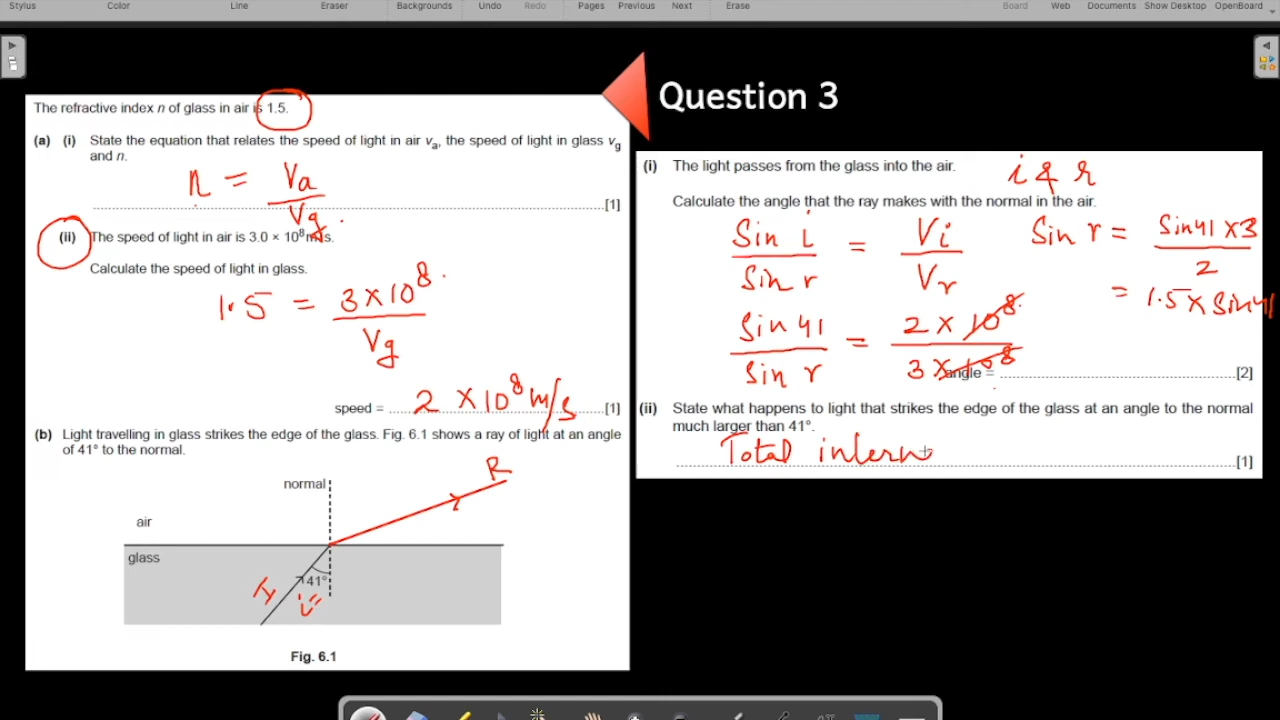 Stylus Color Line Eraser Backgrounds Undo Redo Pages Previous Next Erase Board Web Documents Show Desktop OpenBoard
Question 3
The refractive index n of glass in air is 1.5.
(a) (i) State the equation that relates the speed of light in air vₐ, the speed of light in glass v_g
and n.
n = Va / Vg.
[1]
(ii) The speed of light in air is 3.0 × 10⁸ m/s.
Calculate the speed of light in glass.
1.5 = 3 × 10⁸ / Vg
speed = 2 × 10⁸ m/s [1]
(b) Light travelling in glass strikes the edge of the glass. Fig. 6.1 shows a ray of light at an angle
of 41° to the normal.
R
normal
air
glass
41°
I i=
Fig. 6.1
(i) The light passes from the glass into the air.
i & r
Calculate the angle that the ray makes with the normal in the air.
Sin i / Sin r = Vi / Vr
Sin r = Sin 41 × 3 / 2
= 1.5 × Sin 41
Sin 41 / Sin r = 2 × 10⁸ / 3 × 10⁸
angle = [2]
(ii) State what happens to light that strikes the edge of the glass at an angle to the normal
much larger than 41°.
Total intern
[1]